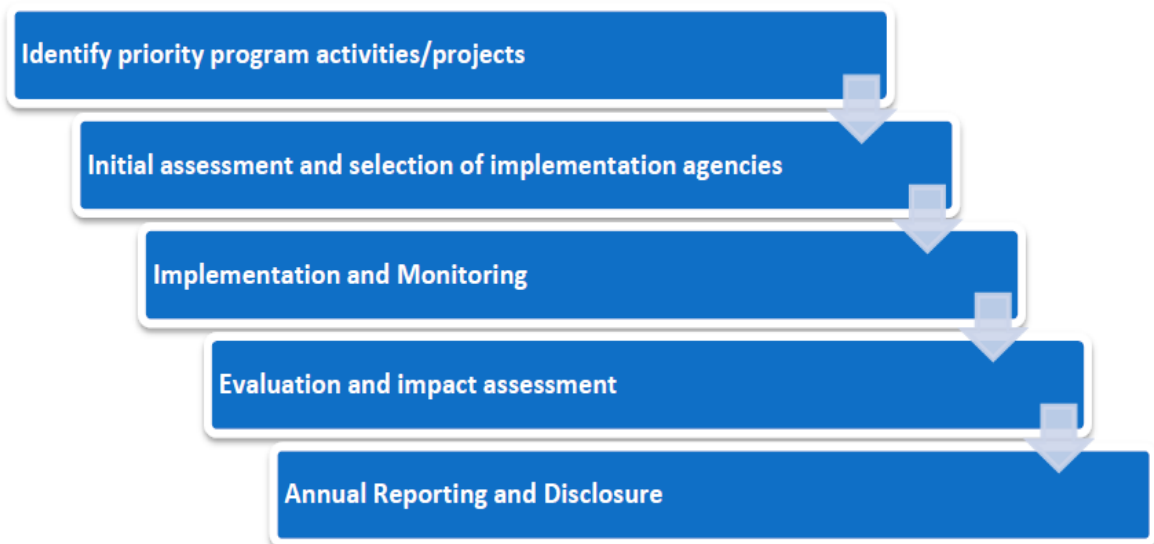 Identify priority program activities/projects
Initial assessment and selection of implementation agencies
Implementation and Monitoring
Evaluation and impact assessment
Annual Reporting and Disclosure